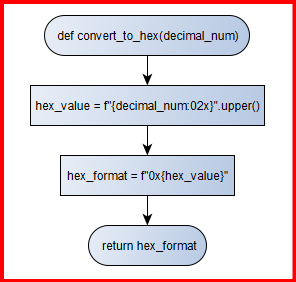 def convert_to_hex(decimal_num)
hex_value = f"{decimal_num:02x}".upper()
hex_format = f"0x{hex_value}"
return hex_format